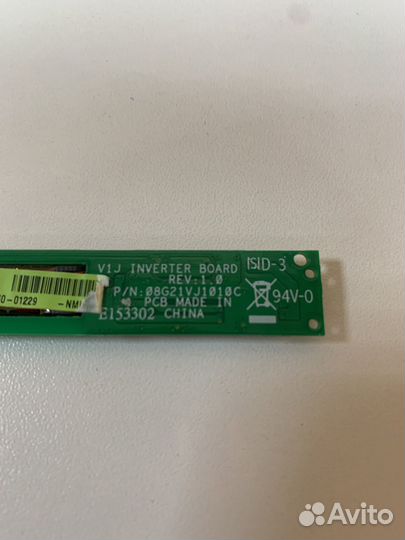 V1J INVERTER BOARD
ISID-3
REV:1.0
P/N:08G21VJ1010C
PCB MADE IN
94V-0
E153302 CHINA
0-01229
Avito